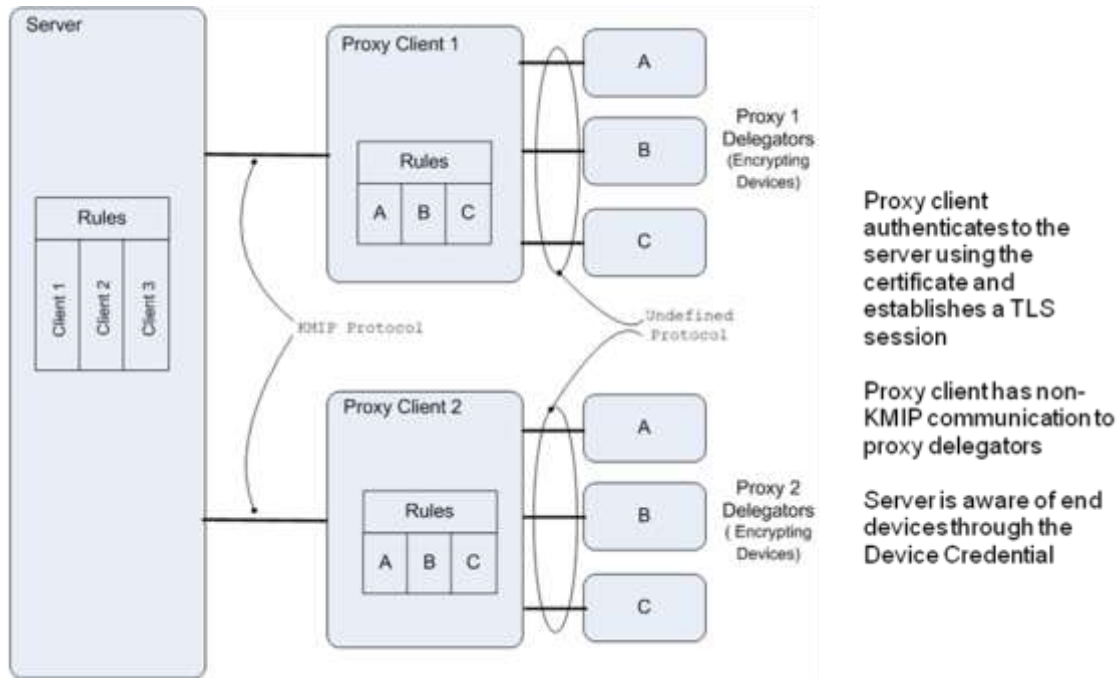 Server
Rules
Client 1
Client 2
Client 3
KMIP Protocol
Proxy Client 1
Rules
A B C
A
B
C
Proxy 1
Delegators
(Encrypting
Devices)
Undefined
Protocol
Proxy Client 2
Rules
A B C
A
B
C
Proxy 2
Delegators
( Encrypting
Devices)
Proxy client
authenticates to the
server using the
certificate and
establishes a TLS
session
Proxy client has non-
KMIP communication to
proxy delegators
Server is aware of end
devices through the
Device Credential